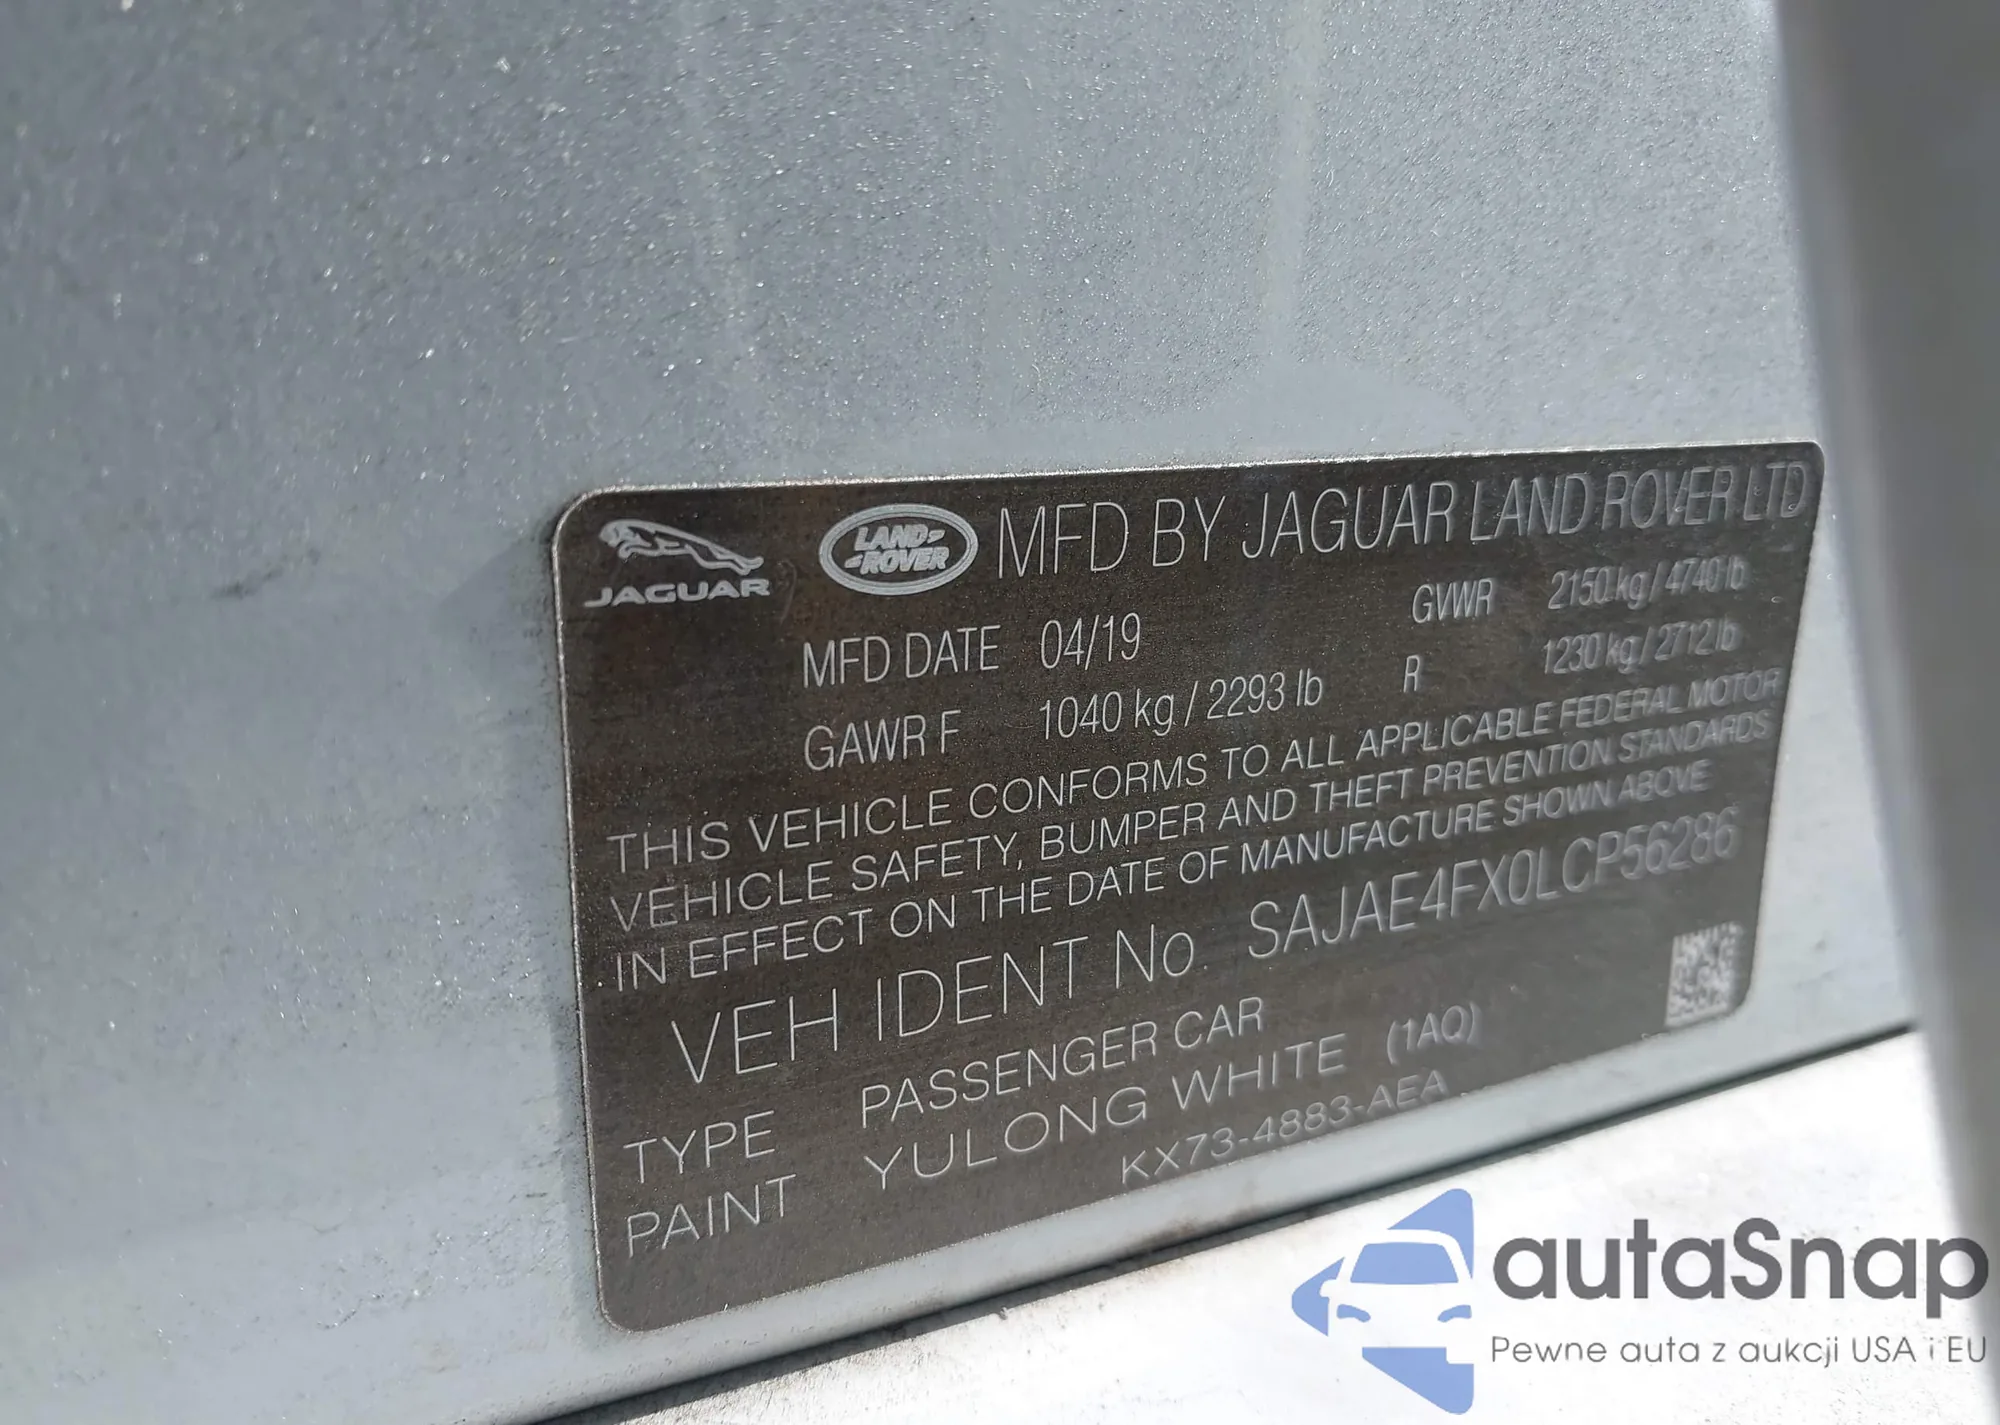 JAGUAR LAND ROVER MFD BY JAGUAR LAND ROVER LTD
MFD DATE 04/19 GVWR 2150 kg / 4740 lb
GAWR F 1040 kg / 2293 lb R 1230 kg / 2712 lb
THIS VEHICLE CONFORMS TO ALL APPLICABLE FEDERAL MOTOR
VEHICLE SAFETY, BUMPER AND THEFT PREVENTION STANDARDS
IN EFFECT ON THE DATE OF MANUFACTURE SHOWN ABOVE
VEH IDENT No. SAJAE4FX0LCP56286
TYPE PASSENGER CAR
PAINT YULONG WHITE (1AQ)
KX73-4883-AEA
autaSnap
Pewne auta z aukcji USA i EU